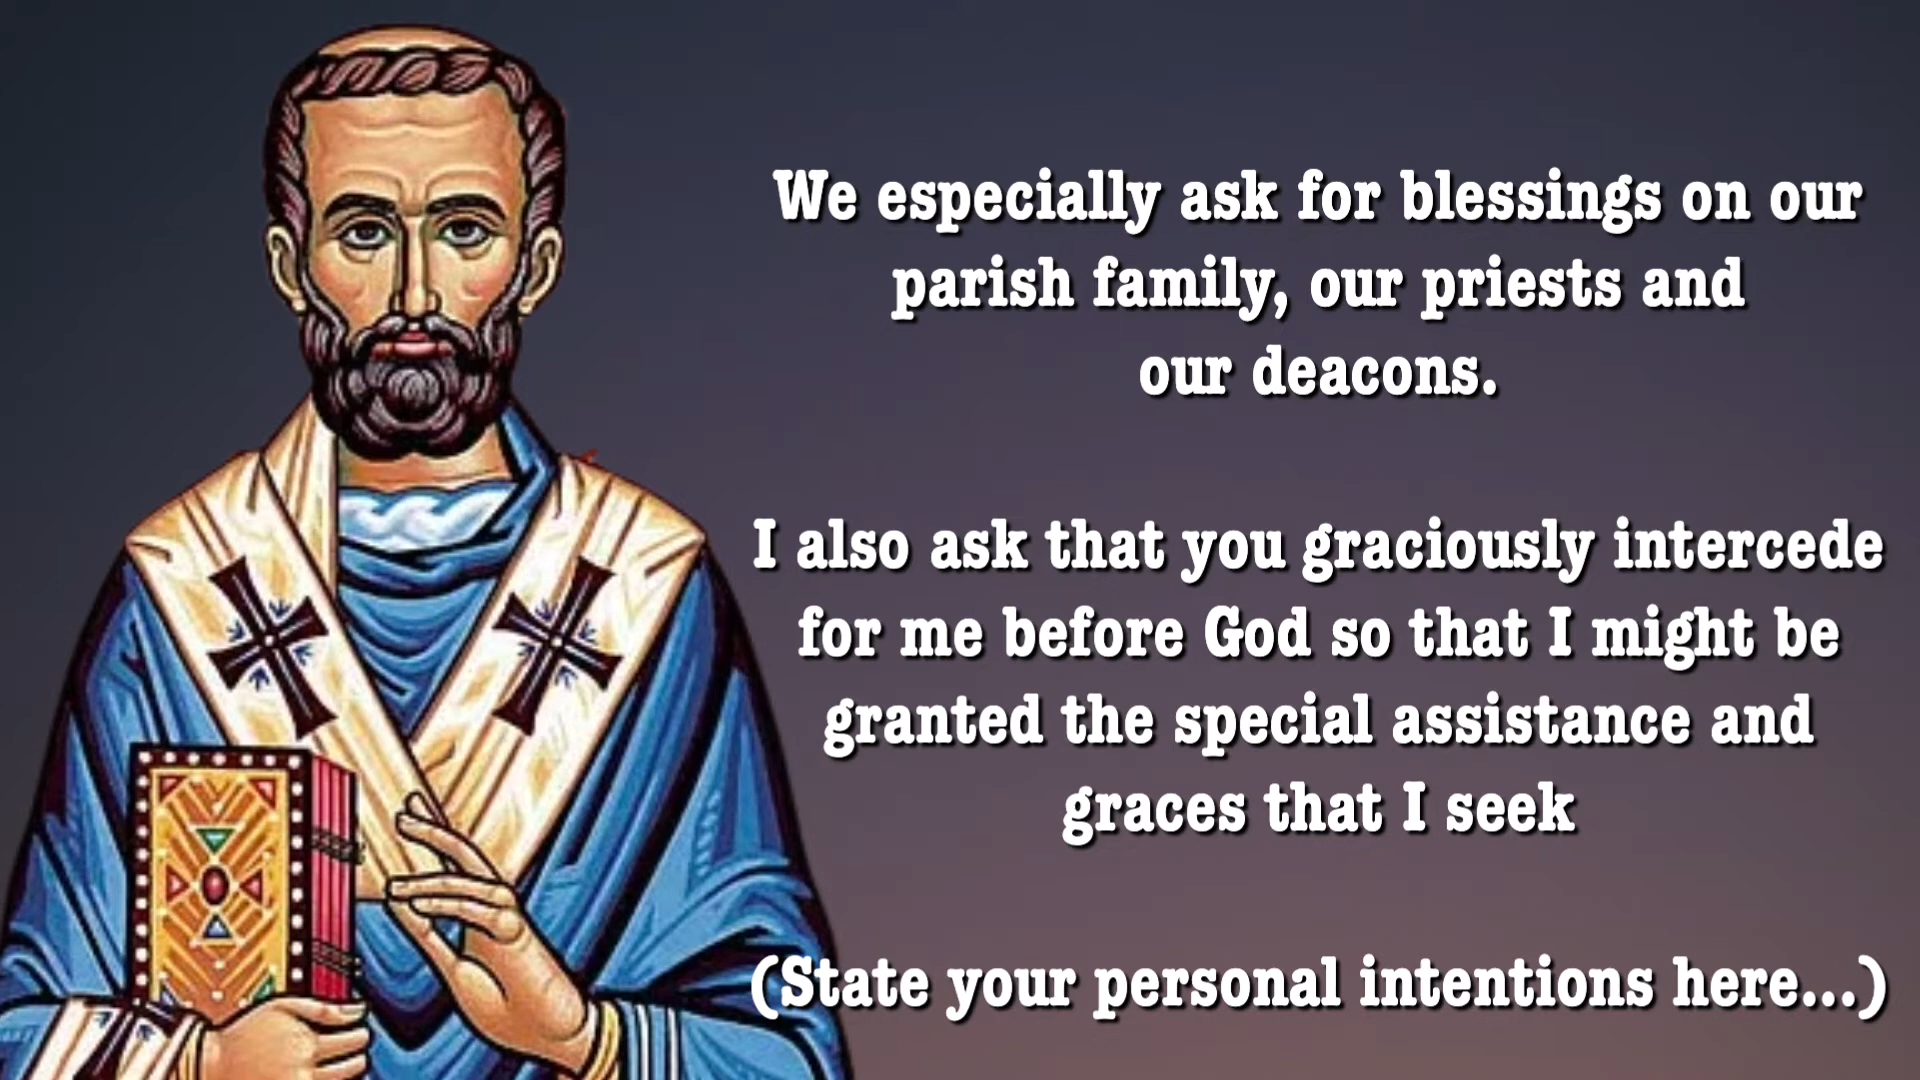 We especially ask for blessings on our
parish family, our priests and
our deacons.
I also ask that you graciously intercede
for me before God so that I might be
granted the special assistance and
graces that I seek
(State your personal intentions here...)